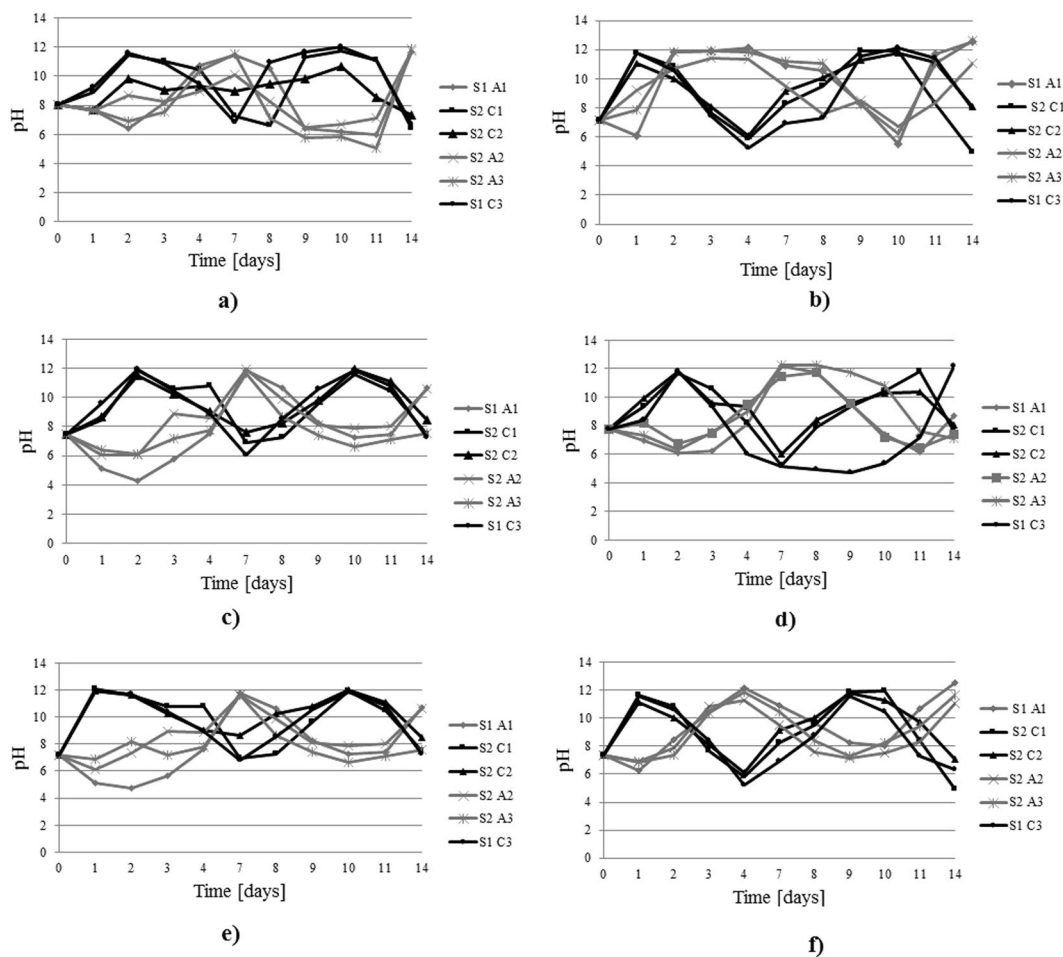 14
12
10
8
6
4
2
0
pH
0 1 2 3 4 7 8 9 10 11 14
Time [days]
S1 A1
S2 C1
S2 C2
S2 A2
S2 A3
S1 C3
a)
14
12
10
8
6
4
2
0
pH
0 1 2 3 4 7 8 9 10 11 14
Time [days]
S1 A1
S2 C1
S2 C2
S2 A2
S2 A3
S1 C3
b)
14
12
10
8
6
4
2
0
pH
0 1 2 3 4 7 8 9 10 11 14
Time [days]
S1 A1
S2 C1
S2 C2
S2 A2
S2 A3
S1 C3
c)
14
12
10
8
6
4
2
0
pH
0 1 2 3 4 7 8 9 10 11 14
Time [days]
S1 A1
S2 C1
S2 C2
S2 A2
S2 A3
S1 C3
d)
14
12
10
8
6
4
2
0
pH
0 1 2 3 4 7 8 9 10 11 14
Time [days]
S1 A1
S2 C1
S2 C2
S2 A2
S2 A3
S1 C3
e)
14
12
10
8
6
4
2
0
pH
0 1 2 3 4 7 8 9 10 11 14
Time [days]
S1 A1
S2 C1
S2 C2
S2 A2
S2 A3
S1 C3
f)